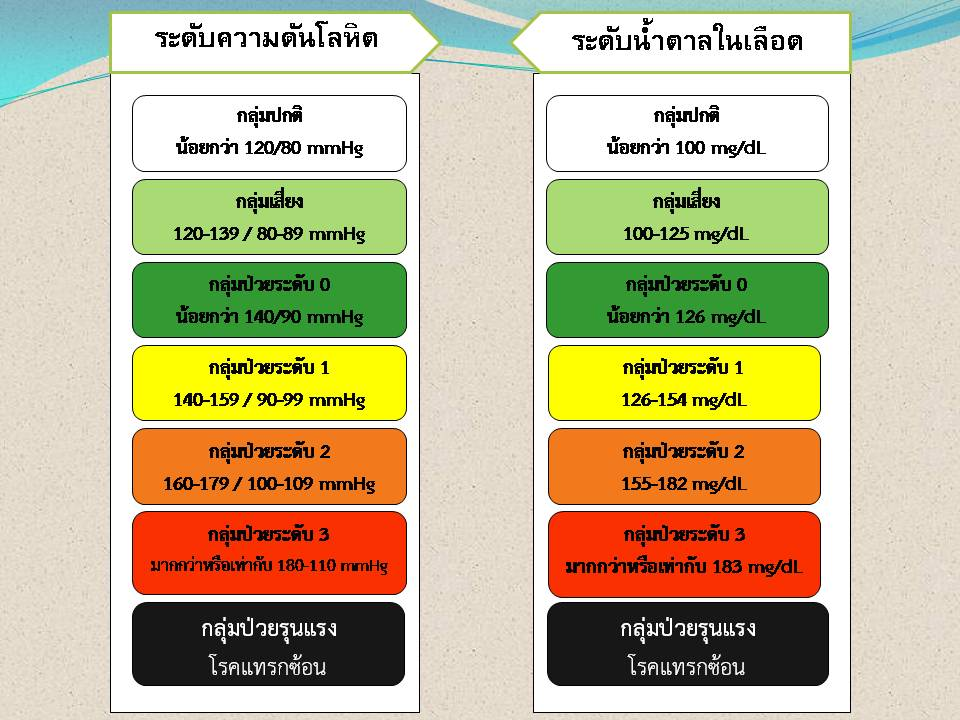 ระดับความดันโลหิต
กลุ่มปกติ
น้อยกว่า 120/80 mmHg
กลุ่มเสี่ยง
120-139 / 80-89 mmHg
กลุ่มป่วยระดับ 0
น้อยกว่า 140/90 mmHg
กลุ่มป่วยระดับ 1
140-159 / 90-99 mmHg
กลุ่มป่วยระดับ 2
160-179 / 100-109 mmHg
กลุ่มป่วยระดับ 3
มากกว่าหรือเท่ากับ 180-110 mmHg
กลุ่มป่วยรุนแรง
โรคแทรกซ้อน
ระดับน้ำตาลในเลือด
กลุ่มปกติ
น้อยกว่า 100 mg/dL
กลุ่มเสี่ยง
100-125 mg/dL
กลุ่มป่วยระดับ 0
น้อยกว่า 126 mg/dL
กลุ่มป่วยระดับ 1
126-154 mg/dL
กลุ่มป่วยระดับ 2
155-182 mg/dL
กลุ่มป่วยระดับ 3
มากกว่าหรือเท่ากับ 183 mg/dL
กลุ่มป่วยรุนแรง
โรคแทรกซ้อน